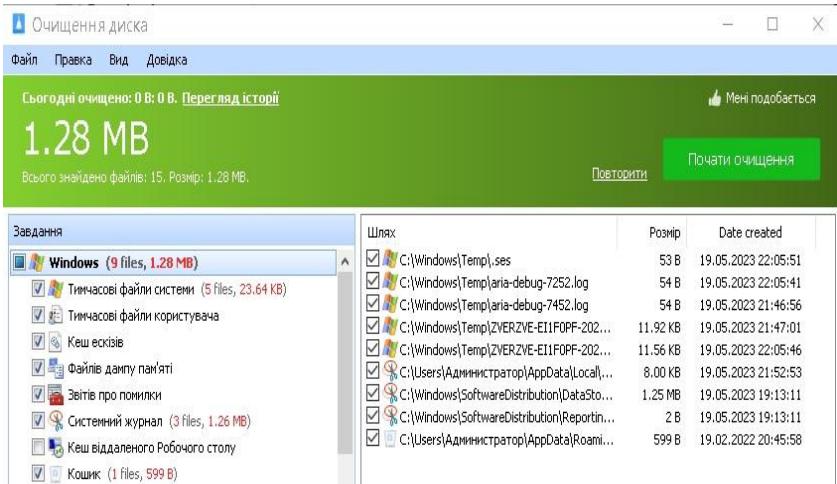 Очищення диска
Файл Правка Вид Довідка
Сьогодні очищено: 0 В: 0 В. Перегляд історії
Мені подобається
1.28 MB
Почати очищення
Всього знайдено файлів: 15. Розмір: 1.28 MB.
Повторити
Завдання
Windows (9 files, 1.28 MB)
Тимчасові файли системи (5 files, 23.64 KB)
Тимчасові файли користувача
Кеш ескізів
Файлів дампу пам'яті
Звітів про помилки
Системний журнал (3 files, 1.26 MB)
Кеш віддаленого Робочого столу
Кошик (1 files, 599 B)
Шлях Розмір Date created
C:\Windows\Temp\.ses 53 B 19.05.2023 22:05:51
C:\Windows\Temp\aria-debug-7252.log 54 B 19.05.2023 22:05:41
C:\Windows\Temp\aria-debug-7452.log 54 B 19.05.2023 21:46:56
C:\Windows\Temp\ZVERZVE-EI1F0PF-202... 11.92 KB 19.05.2023 21:47:01
C:\Windows\Temp\ZVERZVE-EI1F0PF-202... 11.56 KB 19.05.2023 22:05:46
C:\Users\Администратор\AppData\Local\... 8.00 KB 19.05.2023 21:52:53
C:\Windows\SoftwareDistribution\DataSto... 1.25 MB 19.05.2023 19:13:11
C:\Windows\SoftwareDistribution\Reportin... 2 B 19.05.2023 19:13:11
C:\Users\Администратор\AppData\Roami... 599 B 19.02.2022 20:45:58